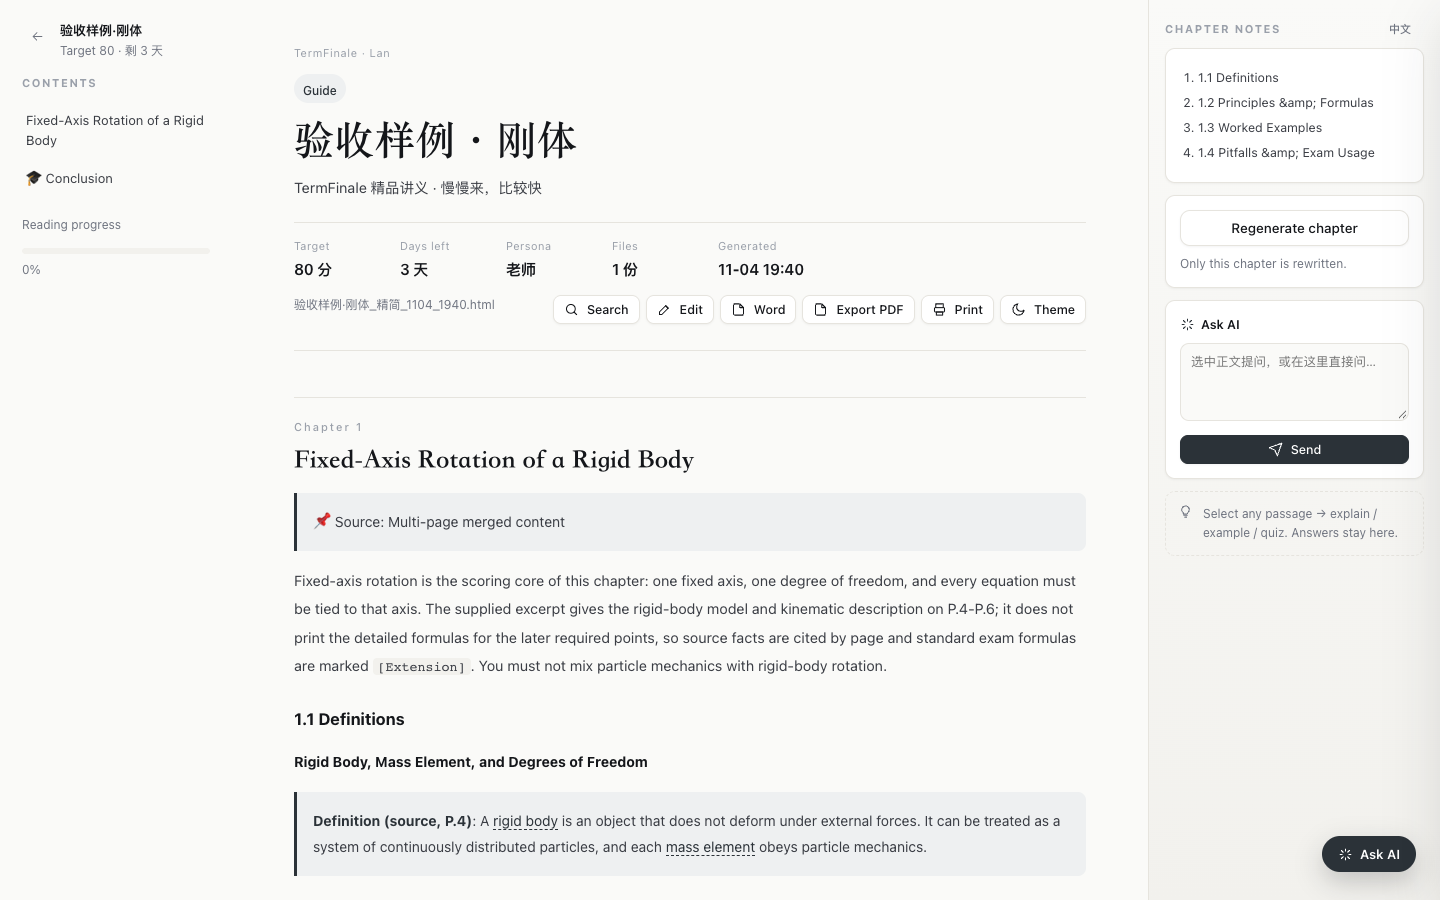 验收样例·刚体
Target 80 · 剩 3 天
CONTENTS
Fixed-Axis Rotation of a Rigid
Body
🎓 Conclusion
Reading progress
0%
TermFinale · Lan
Guide
验收样例 · 刚体
TermFinale 精品讲义 · 慢慢来，比较快
Target Days left Persona Files Generated
80 分 3 天 老师 1 份 11-04 19:40
验收样例·刚体_精简_1104_1940.html
Search Edit Word Export PDF Print Theme
Chapter 1
Fixed-Axis Rotation of a Rigid Body
📌 Source: Multi-page merged content
Fixed-axis rotation is the scoring core of this chapter: one fixed axis, one degree of freedom, and every equation must
be tied to that axis. The supplied excerpt gives the rigid-body model and kinematic description on P.4-P.6; it does not
print the detailed formulas for the later required points, so source facts are cited by page and standard exam formulas
are marked [Extension]. You must not mix particle mechanics with rigid-body rotation.
1.1 Definitions
Rigid Body, Mass Element, and Degrees of Freedom
Definition (source, P.4): A rigid body is an object that does not deform under external forces. It can be treated as a
system of continuously distributed particles, and each mass element obeys particle mechanics.
CHAPTER NOTES 中文
1. 1.1 Definitions
2. 1.2 Principles &amp; Formulas
3. 1.3 Worked Examples
4. 1.4 Pitfalls &amp; Exam Usage
Regenerate chapter
Only this chapter is rewritten.
Ask AI
选中正文提问，或在这里直接问…
Send
Select any passage → explain /
example / quiz. Answers stay here.
Ask AI